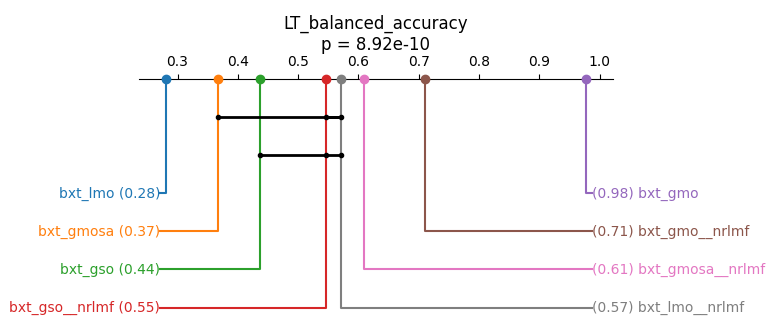 LT_balanced_accuracy
p = 8.92e-10
0.3 0.4 0.5 0.6 0.7 0.8 0.9 1.0
bxt_lmo (0.28)
(0.98) bxt_gmo
bxt_gmosa (0.37)
(0.71) bxt_gmo__nrlmf
bxt_gso (0.44)
(0.61) bxt_gmosa__nrlmf
bxt_gso__nrlmf (0.55)
(0.57) bxt_lmo__nrlmf